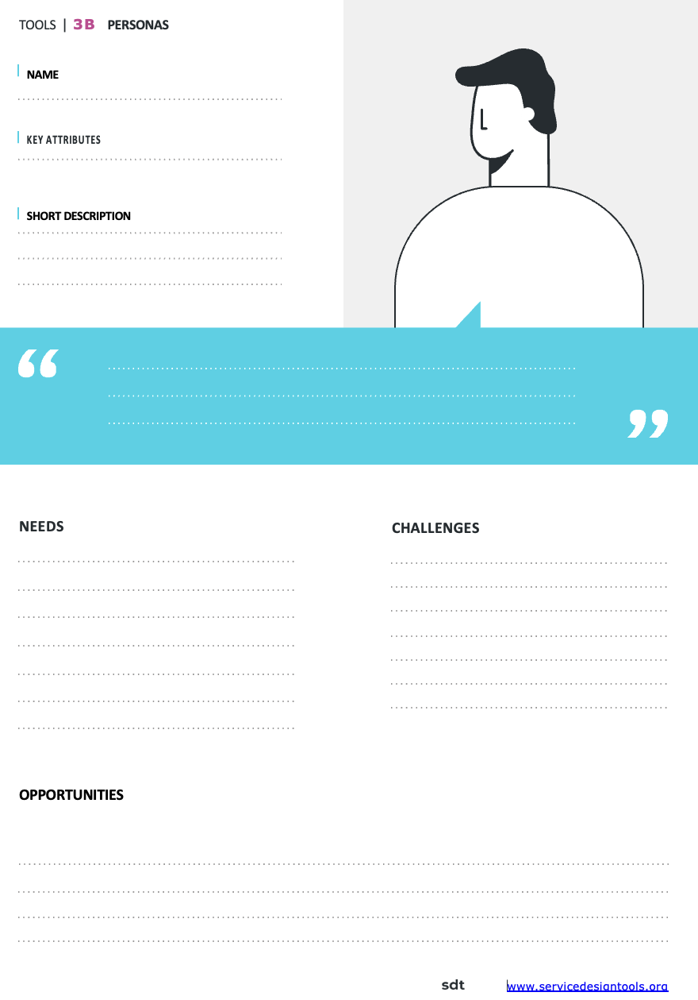 TOOLS | 3B PERSONAS
NAME
KEY ATTRIBUTES
SHORT DESCRIPTION
“
”
NEEDS
CHALLENGES
OPPORTUNITIES
sdt www.servicedesigntools.org